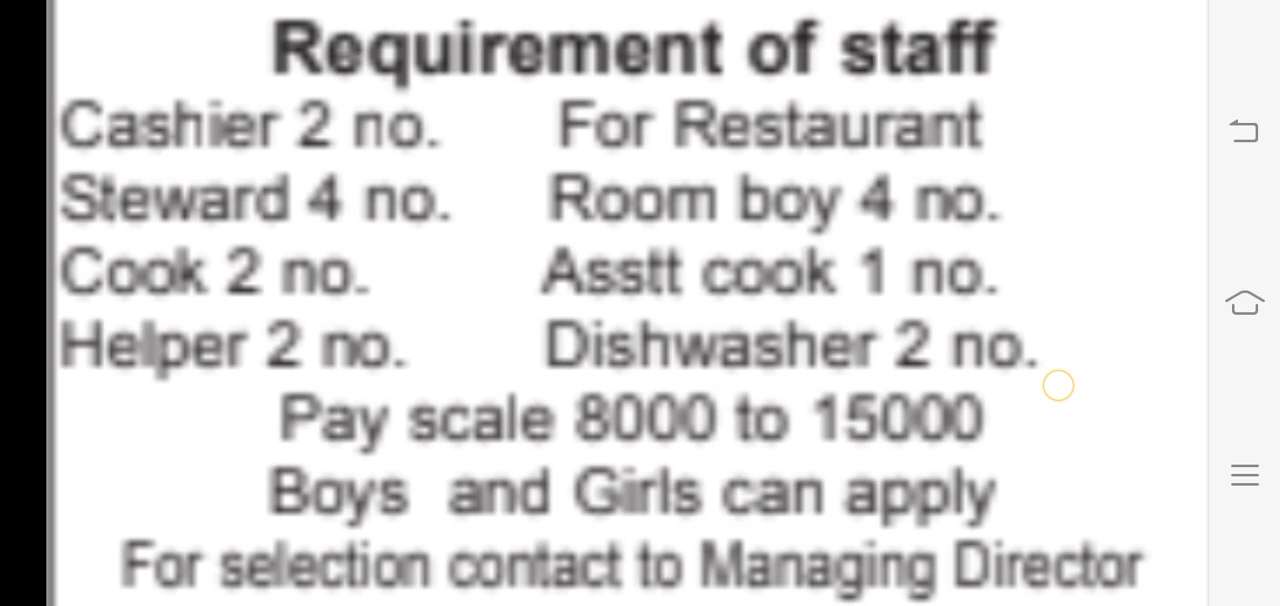 Requirement of staff
Cashier 2 no. For Restaurant
Steward 4 no. Room boy 4 no.
Cook 2 no. Asstt cook 1 no.
Helper 2 no. Dishwasher 2 no.
Pay scale 8000 to 15000
Boys and Girls can apply
For selection contact to Managing Director